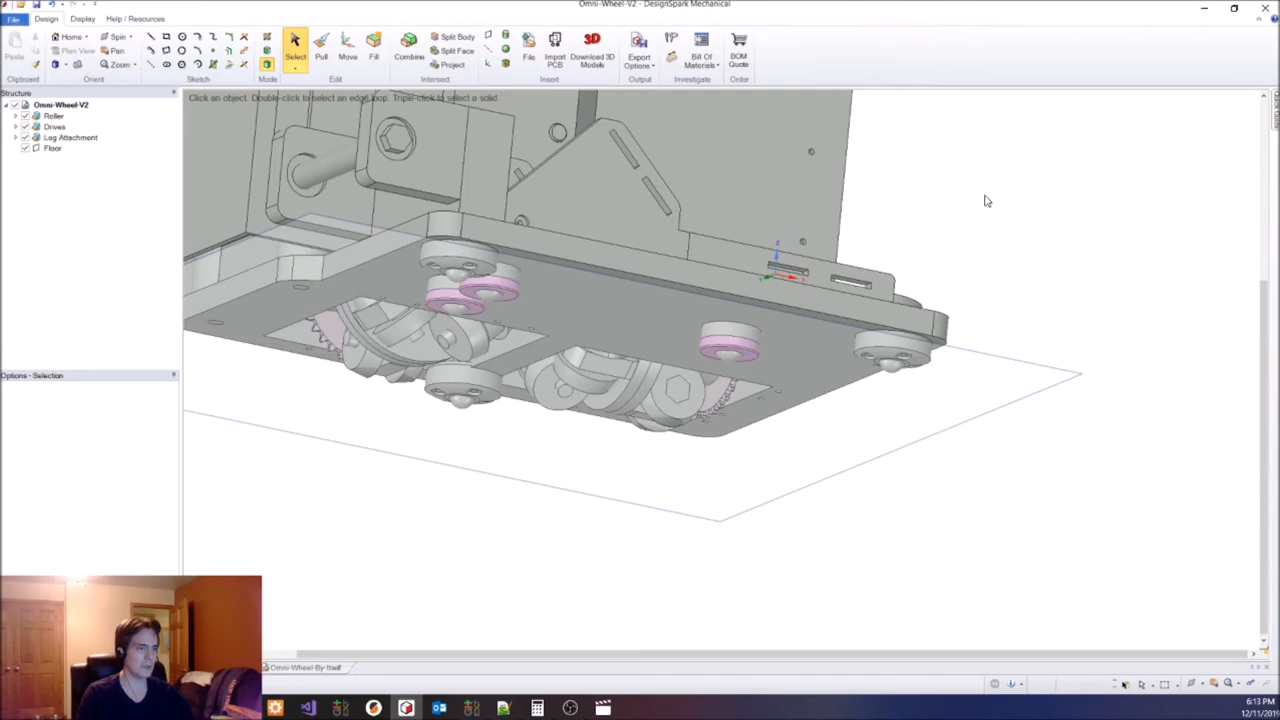 Omni-Wheel-V2 - DesignSpark Mechanical
File
Design
Display
Help / Resources
Paste
Home
Plan View
Spin
Pan
Zoom
Select
Pull
Move
Fill
Combine
Split Body
Split Face
Project
File
Import PCB
Download 3D Models
Export Options
Bill Of Materials
BOM Quote
Clipboard
Orient
Sketch
Mode
Edit
Intersect
Insert
Output
Investigate
Order
Structure
Click an object. Double-click to select an edge loop. Triple-click to select a solid.
Omni-Wheel-V2
Roller
Drives
Leg Attachment
Floor
Z
Options - Selection
Omni-Wheel-By-Itself
6:13 PM